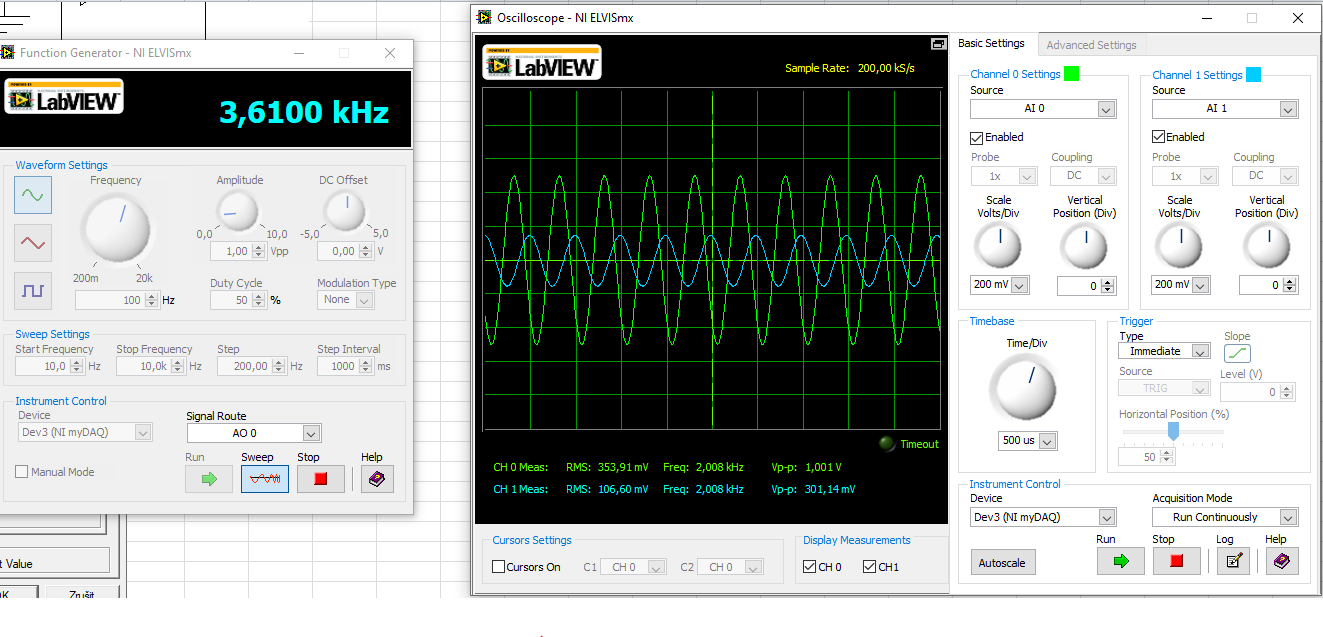 Function Generator - NI ELVISmx
POWERED BY
LabVIEW™
3,6100 kHz
Waveform Settings
Frequency
Amplitude
DC Offset
0,0
10,0
-5,0
5,0
1,00 Vpp
0,00 V
200m
20k
100 Hz
Duty Cycle
50 %
Modulation Type
None
Sweep Settings
Start Frequency
Stop Frequency
Step
Step Interval
10,0 Hz
10,0k Hz
200,00 Hz
1000 ms
Instrument Control
Device
Dev3 (NI myDAQ)
Signal Route
AO 0
Manual Mode
Run
Sweep
Stop
Help
t Value
OK
Zrušit
Oscilloscope - NI ELVISmx
POWERED BY
LabVIEW™
Sample Rate: 200,00 kS/s
Timeout
CH 0 Meas: RMS: 353,91 mV Freq: 2,008 kHz Vp-p: 1,001 V
CH 1 Meas: RMS: 106,60 mV Freq: 2,008 kHz Vp-p: 301,14 mV
Cursors Settings
Cursors On
C1 CH 0
C2 CH 0
Display Measurements
CH 0
CH1
Basic Settings
Advanced Settings
Channel 0 Settings
Source
AI 0
Enabled
Probe
Coupling
1x
DC
Scale
Volts/Div
Vertical
Position (Div)
200 mV
0
Channel 1 Settings
Source
AI 1
Enabled
Probe
Coupling
1x
DC
Scale
Volts/Div
Vertical
Position (Div)
200 mV
0
Timebase
Time/Div
500 us
Trigger
Type
Immediate
Slope
Source
TRIG
Level (V)
0
Horizontal Position (%)
50
Instrument Control
Device
Dev3 (NI myDAQ)
Acquisition Mode
Run Continuously
Autoscale
Run
Stop
Log
Help